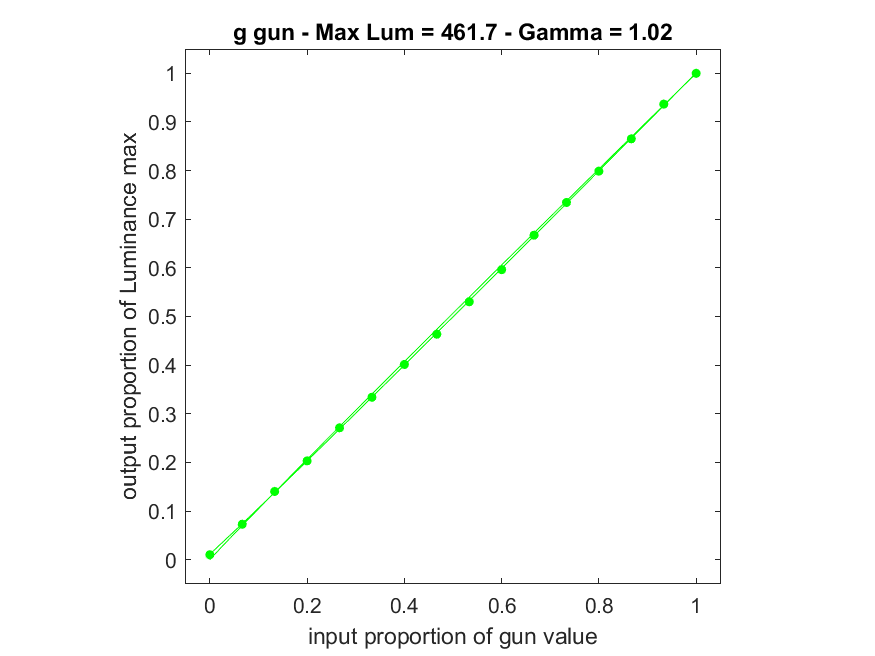 g gun - Max Lum = 461.7 - Gamma = 1.02
output proportion of Luminance max
1
0.9
0.8
0.7
0.6
0.5
0.4
0.3
0.2
0.1
0
0 0.2 0.4 0.6 0.8 1
input proportion of gun value